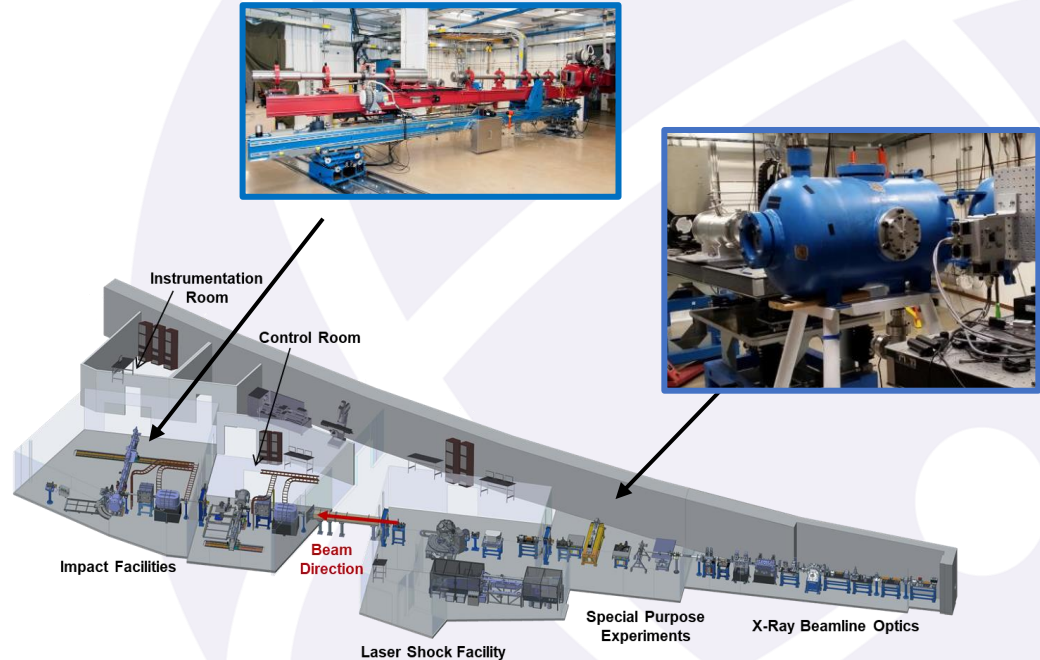 Instrumentation
Room
Control Room
Impact Facilities
Beam
Direction
Laser Shock Facility
Special Purpose
Experiments
X-Ray Beamline Optics